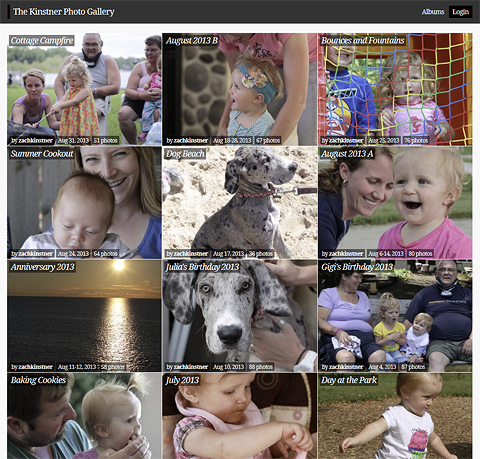 The Kinstner Photo Gallery
Albums Login
Cottage Campfire
by zachkinstner Aug 31, 2013 51 photos
August 2013 B
by zachkinstner Aug 18-28, 2013 67 photos
Bounces and Fountains
by zachkinstner Aug 25, 2013 76 photos
Summer Cookout
by zachkinstner Aug 24, 2013 64 photos
Dog Beach
by zachkinstner Aug 17, 2013 36 photos
August 2013 A
by zachkinstner Aug 6-14, 2013 80 photos
Anniversary 2013
by zachkinstner Aug 11-12, 2013 58 photos
Julia's Birthday 2013
by zachkinstner Aug 10, 2013 88 photos
Gigi's Birthday 2013
by zachkinstner Aug 4, 2013 87 photos
Baking Cookies
July 2013
Day at the Park